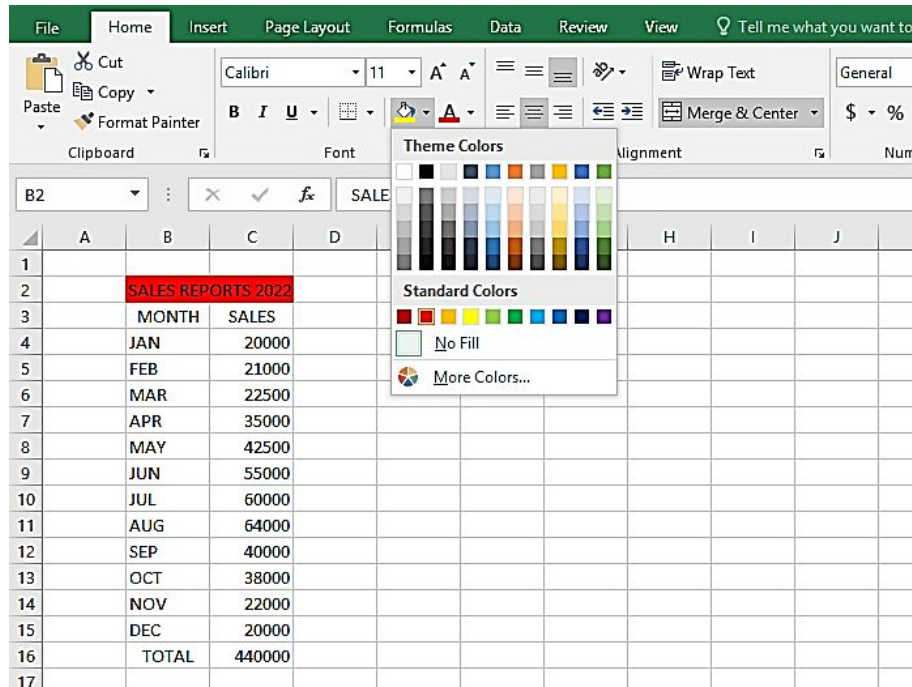 File Home Insert Page Layout Formulas Data Review View Tell me what you want to
Cut
Copy
Format Painter
Paste
Clipboard
Calibri 11 A A
B I U A
Font
Wrap Text
Merge & Center
Alignment
General
$ %
Num
B2 fx SALE
Theme Colors
Standard Colors
No Fill
More Colors...
A B C D H I J
1
2 SALES REPORTS 2022
3 MONTH SALES
4 JAN 20000
5 FEB 21000
6 MAR 22500
7 APR 35000
8 MAY 42500
9 JUN 55000
10 JUL 60000
11 AUG 64000
12 SEP 40000
13 OCT 38000
14 NOV 22000
15 DEC 20000
16 TOTAL 440000
17